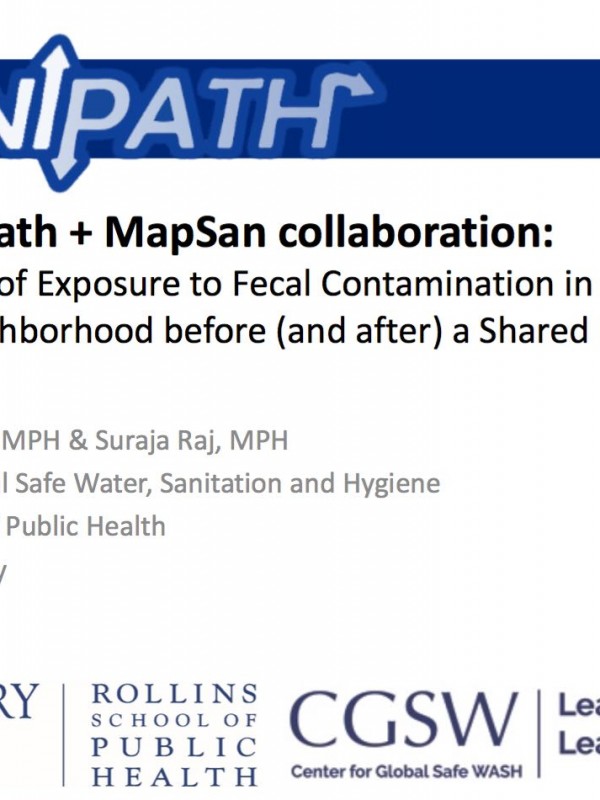 NIPATH
ath + MapSan collaboration:
of Exposure to Fecal Contamination in
hborhood before (and after) a Shared
MPH & Suraja Raj, MPH
l Safe Water, Sanitation and Hygiene
Public Health
y
RY
ROLLINS
SCHOOL OF
PUBLIC
HEALTH
CGSW
Center for Global Safe WASH
Lea
Lea